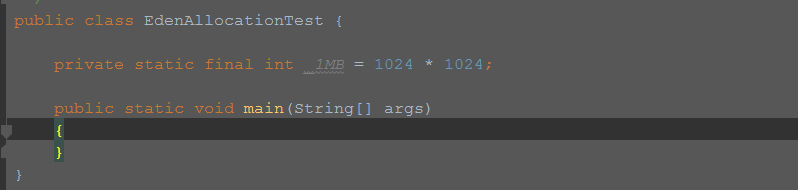 public class EdenAllocationTest {
private static final int _1MB = 1024 * 1024;
public static void main(String[] args)
{
}
}